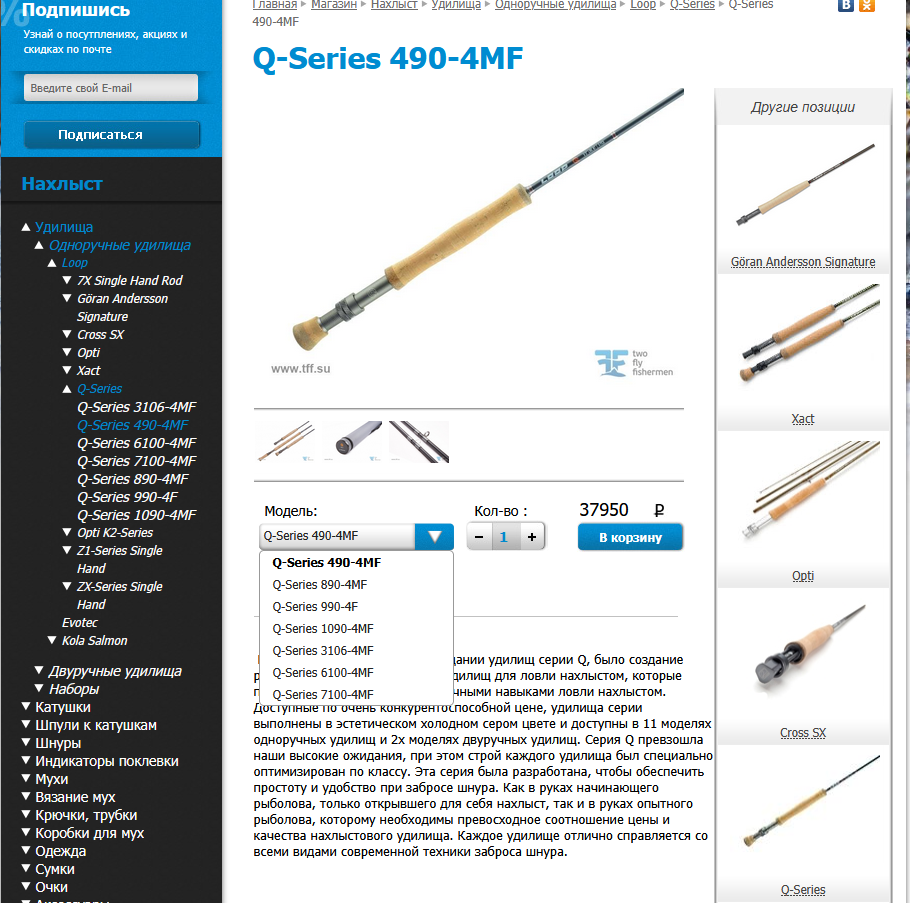 Подпишись
Узнай о посутплениях, акциях и
скидках по почте
Введите свой E-mail
Подписаться
Нахлыст
Удилища
Одноручные удилища
Loop
7X Single Hand Rod
Göran Andersson
Signature
Cross SX
Opti
Xact
Q-Series
Q-Series 3106-4MF
Q-Series 490-4MF
Q-Series 6100-4MF
Q-Series 7100-4MF
Q-Series 890-4MF
Q-Series 990-4F
Q-Series 1090-4MF
Opti K2-Series
Z1-Series Single
Hand
ZX-Series Single
Hand
Evotec
Kola Salmon
Двуручные удилища
Наборы
Катушки
Шпули к катушкам
Шнуры
Индикаторы поклевки
Мухи
Вязание мух
Крючки, трубки
Коробки для мух
Одежда
Сумки
Очки
Главная Магазин Нахлыст Удилища Одноручные удилища Loop Q-Series Q-Series
490-4MF
Q-Series 490-4MF
LOOP
www.tff.su
two
fly
fishermen
Модель:
Кол-во :
37950 ₽
Q-Series 490-4MF
− 1 +
В корзину
Q-Series 490-4MF
Q-Series 890-4MF
Q-Series 990-4F
Q-Series 1090-4MF
Q-Series 3106-4MF
Q-Series 6100-4MF
Q-Series 7100-4MF
дании удилищ серии Q, было создание
дилищ для ловли нахлыстом, которые
чными навыками ловли нахлыстом.
Доступные по очень конкурентоспособной цене, удилища серии
выполнены в эстетическом холодном сером цвете и доступны в 11 моделях
одноручных удилищ и 2х моделях двуручных удилищ. Серия Q превзошла
наши высокие ожидания, при этом строй каждого удилища был специально
оптимизирован по классу. Эта серия была разработана, чтобы обеспечить
простоту и удобство при забросе шнура. Как в руках начинающего
рыболова, только открывшего для себя нахлыст, так и в руках опытного
рыболова, которому необходимы превосходное соотношение цены и
качества нахлыстового удилища. Каждое удилище отлично справляется со
всеми видами современной техники заброса шнура.
В
Другие позиции
Göran Andersson Signature
Xact
Opti
Cross SX
Q-Series